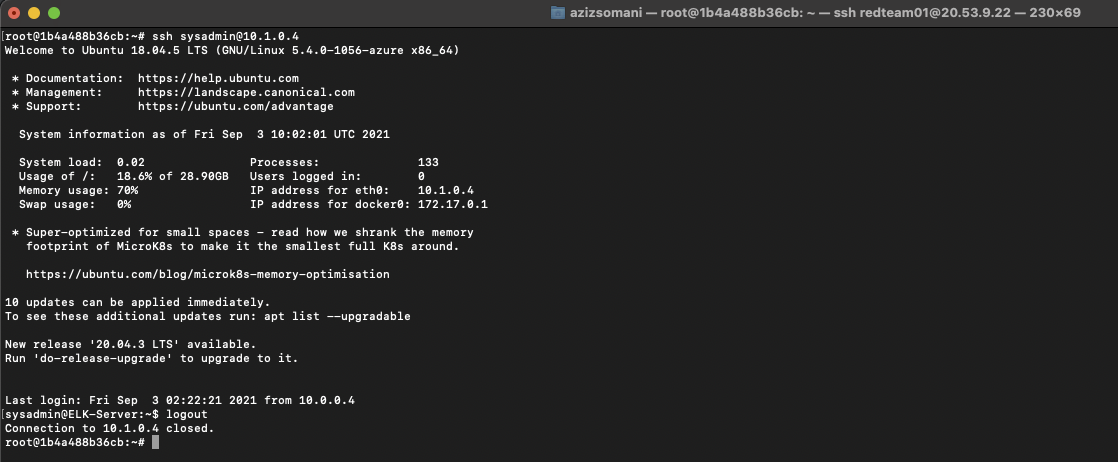 azizsomani — root@1b4a488b36cb: ~ — ssh redteam01@20.53.9.22 — 230×69
[root@1b4a488b36cb:~# ssh sysadmin@10.1.0.4
Welcome to Ubuntu 18.04.5 LTS (GNU/Linux 5.4.0-1056-azure x86_64)
* Documentation:  https://help.ubuntu.com
* Management:     https://landscape.canonical.com
* Support:        https://ubuntu.com/advantage
System information as of Fri Sep  3 10:02:01 UTC 2021
System load:  0.02               Processes:              133
Usage of /:   18.6% of 28.90GB   Users logged in:        0
Memory usage: 70%                IP address for eth0:    10.1.0.4
Swap usage:   0%                 IP address for docker0: 172.17.0.1
* Super-optimized for small spaces - read how we shrank the memory
footprint of MicroK8s to make it the smallest full K8s around.
https://ubuntu.com/blog/microk8s-memory-optimisation
10 updates can be applied immediately.
To see these additional updates run: apt list --upgradable
New release '20.04.3 LTS' available.
Run 'do-release-upgrade' to upgrade to it.
Last login: Fri Sep  3 02:22:21 2021 from 10.0.0.4
[sysadmin@ELK-Server:~$ logout
Connection to 10.1.0.4 closed.
root@1b4a488b36cb:~#